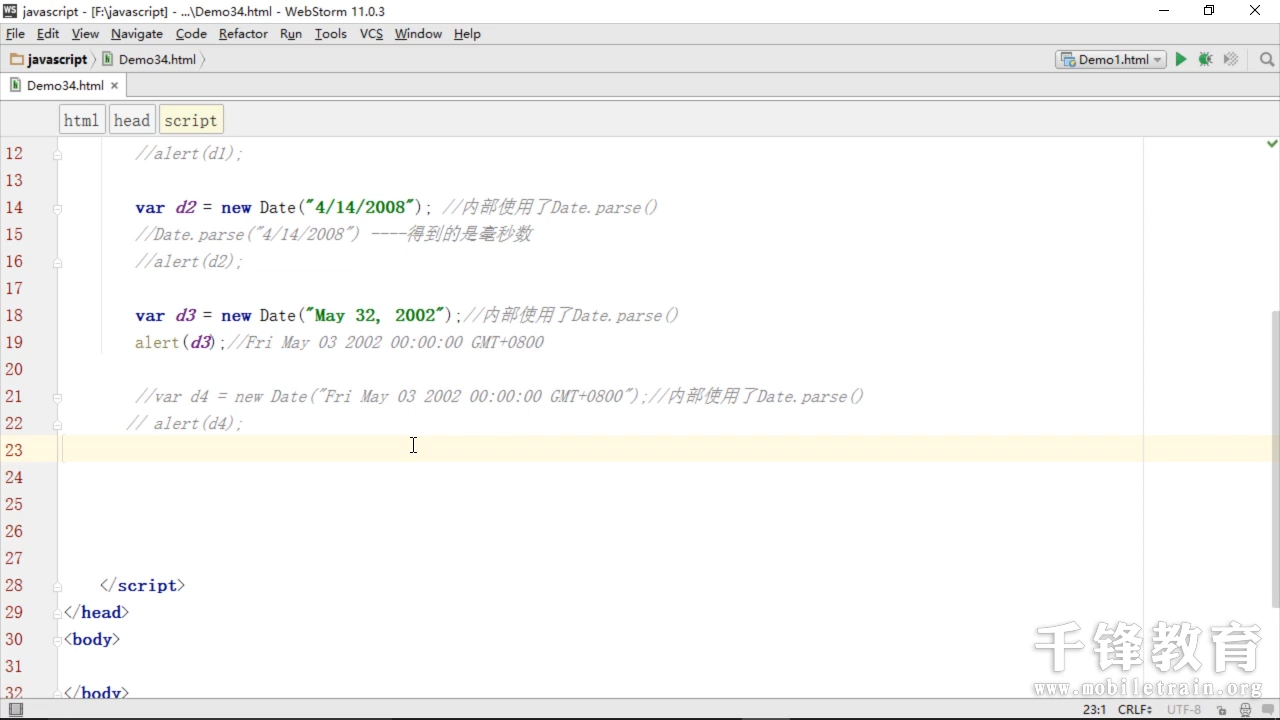 javascript - [F:\javascript] - ...\Demo34.html - WebStorm 11.0.3
File Edit View Navigate Code Refactor Run Tools VCS Window Help
javascript Demo34.html Demo1.html
Demo34.html
html head script
12 //alert(d1);
13
14 var d2 = new Date("4/14/2008"); //内部使用了Date.parse()
15 //Date.parse("4/14/2008") ----得到的是毫秒数
16 //alert(d2);
17
18 var d3 = new Date("May 32, 2002");//内部使用了Date.parse()
19 alert(d3);//Fri May 03 2002 00:00:00 GMT+0800
20
21 //var d4 = new Date("Fri May 03 2002 00:00:00 GMT+0800");//内部使用了Date.parse()
22 // alert(d4);
23
24
25
26
27
28 </script>
29 </head>
30 <body>
31
32 </body>
千锋教育
www.mobiletrain.org
23:1 CRLF UTF-8